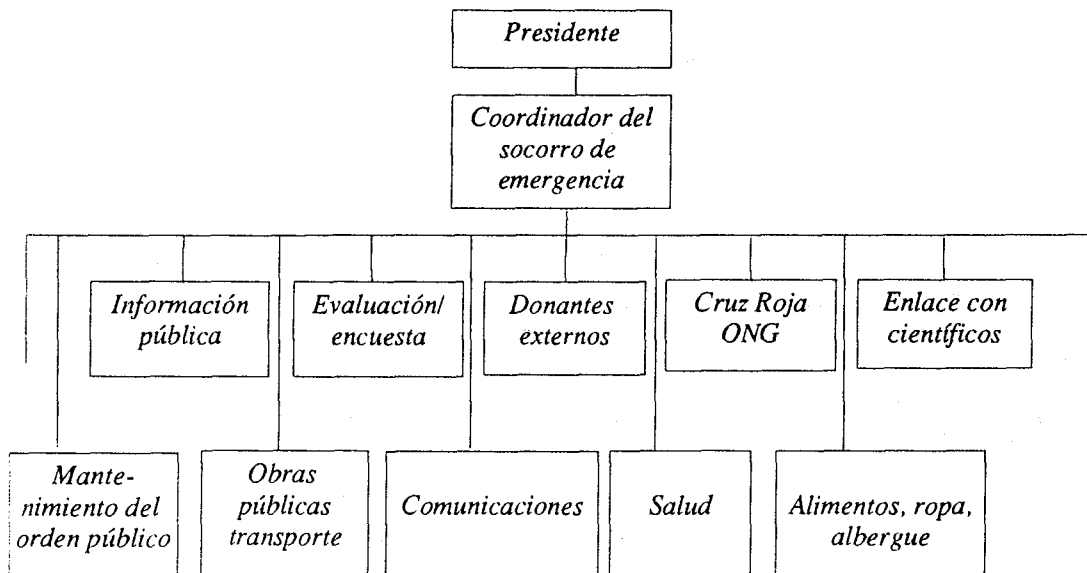 Presidente
Coordinador del
socorro de
emergencia
Información
pública
Evaluación/
encuesta
Donantes
externos
Cruz Roja
ONG
Enlace con
científicos
Mante-
nimiento del
orden público
Obras
públicas
transporte
Comunicaciones
Salud
Alimentos, ropa,
albergue